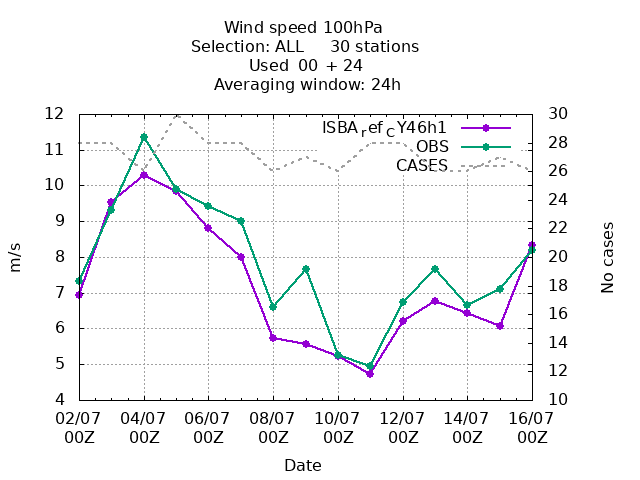 Wind speed 100hPa
Selection: ALL 30 stations
Used 00 + 24
Averaging window: 24h
ISBA_ref_CY46h1
OBS
CASES
12
11
10
9
8
7
6
5
4
30
28
26
24
22
20
18
16
14
12
10
m/s
No cases
02/07 04/07 06/07 08/07 10/07 12/07 14/07 16/07
00Z 00Z 00Z 00Z 00Z 00Z 00Z 00Z
Date